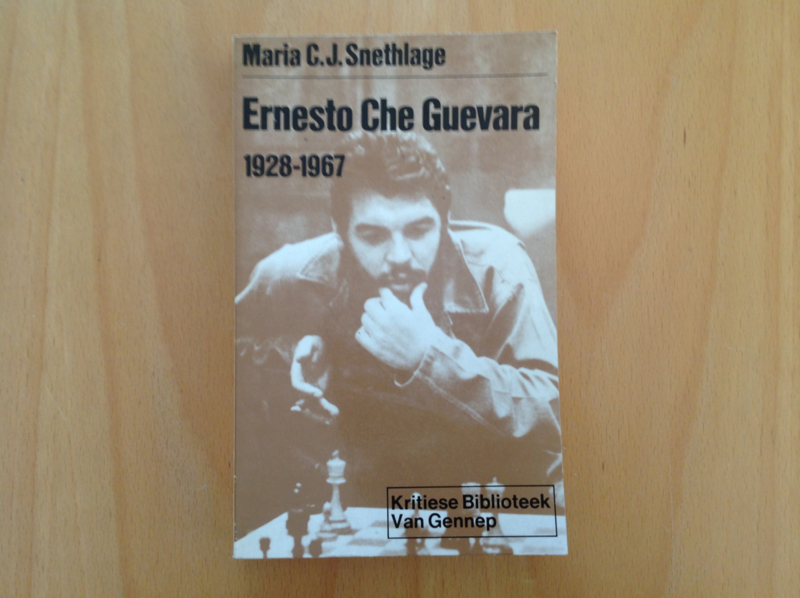 Maria C.J. Snethlage
Ernesto Che Guevara
1928-1967
Kritiese Biblioteek
Van Gennep